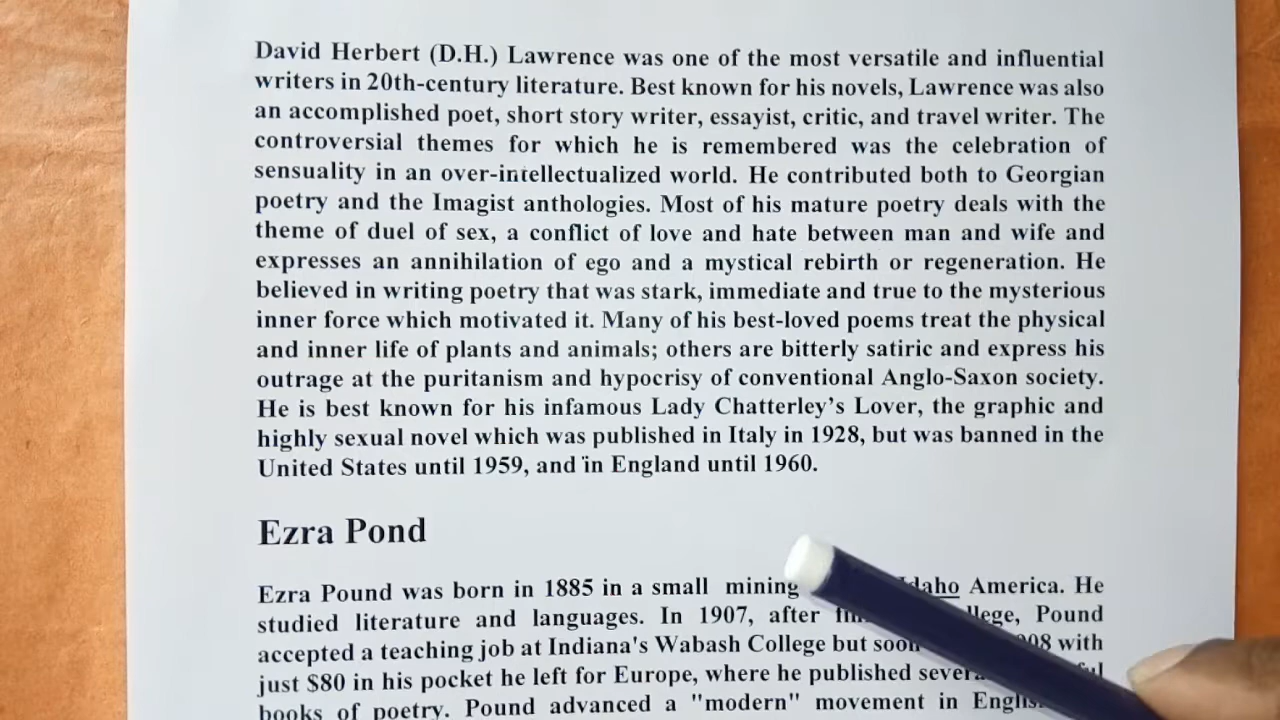 David Herbert (D.H.) Lawrence was one of the most versatile and influential
writers in 20th-century literature. Best known for his novels, Lawrence was also
an accomplished poet, short story writer, essayist, critic, and travel writer. The
controversial themes for which he is remembered was the celebration of
sensuality in an over-intellectualized world. He contributed both to Georgian
poetry and the Imagist anthologies. Most of his mature poetry deals with the
theme of duel of sex, a conflict of love and hate between man and wife and
expresses an annihilation of ego and a mystical rebirth or regeneration. He
believed in writing poetry that was stark, immediate and true to the mysterious
inner force which motivated it. Many of his best-loved poems treat the physical
and inner life of plants and animals; others are bitterly satiric and express his
outrage at the puritanism and hypocrisy of conventional Anglo-Saxon society.
He is best known for his infamous Lady Chatterley's Lover, the graphic and
highly sexual novel which was published in Italy in 1928, but was banned in the
United States until 1959, and in England until 1960.
Ezra Pond
Ezra Pound was born in 1885 in a small mining Idaho America. He
studied literature and languages. In 1907, after Pound
accepted a teaching job at Indiana's Wabash College but soon with
just $80 in his pocket he left for Europe, where he published
books of poetry. Pound advanced a "modern" movement in